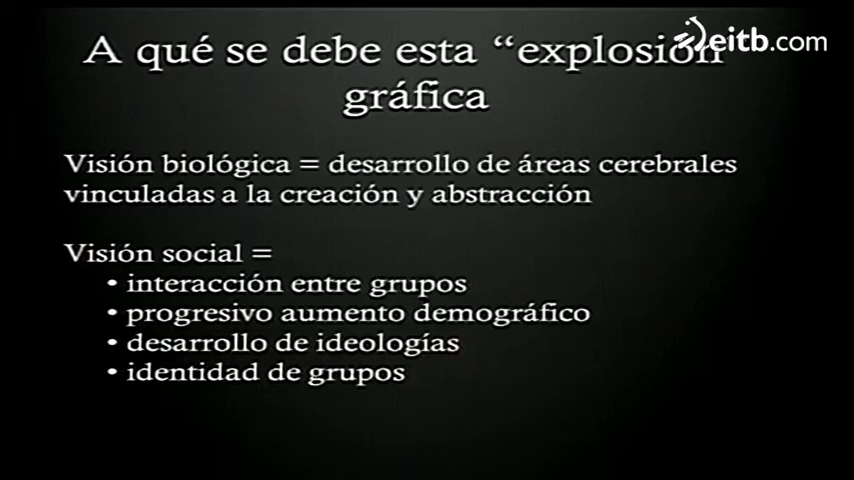 A qué se debe esta “explosión
gráfica
eitb.com
Visión biológica = desarrollo de áreas cerebrales
vinculadas a la creación y abstracción
Visión social =
• interacción entre grupos
• progresivo aumento demográfico
• desarrollo de ideologías
• identidad de grupos